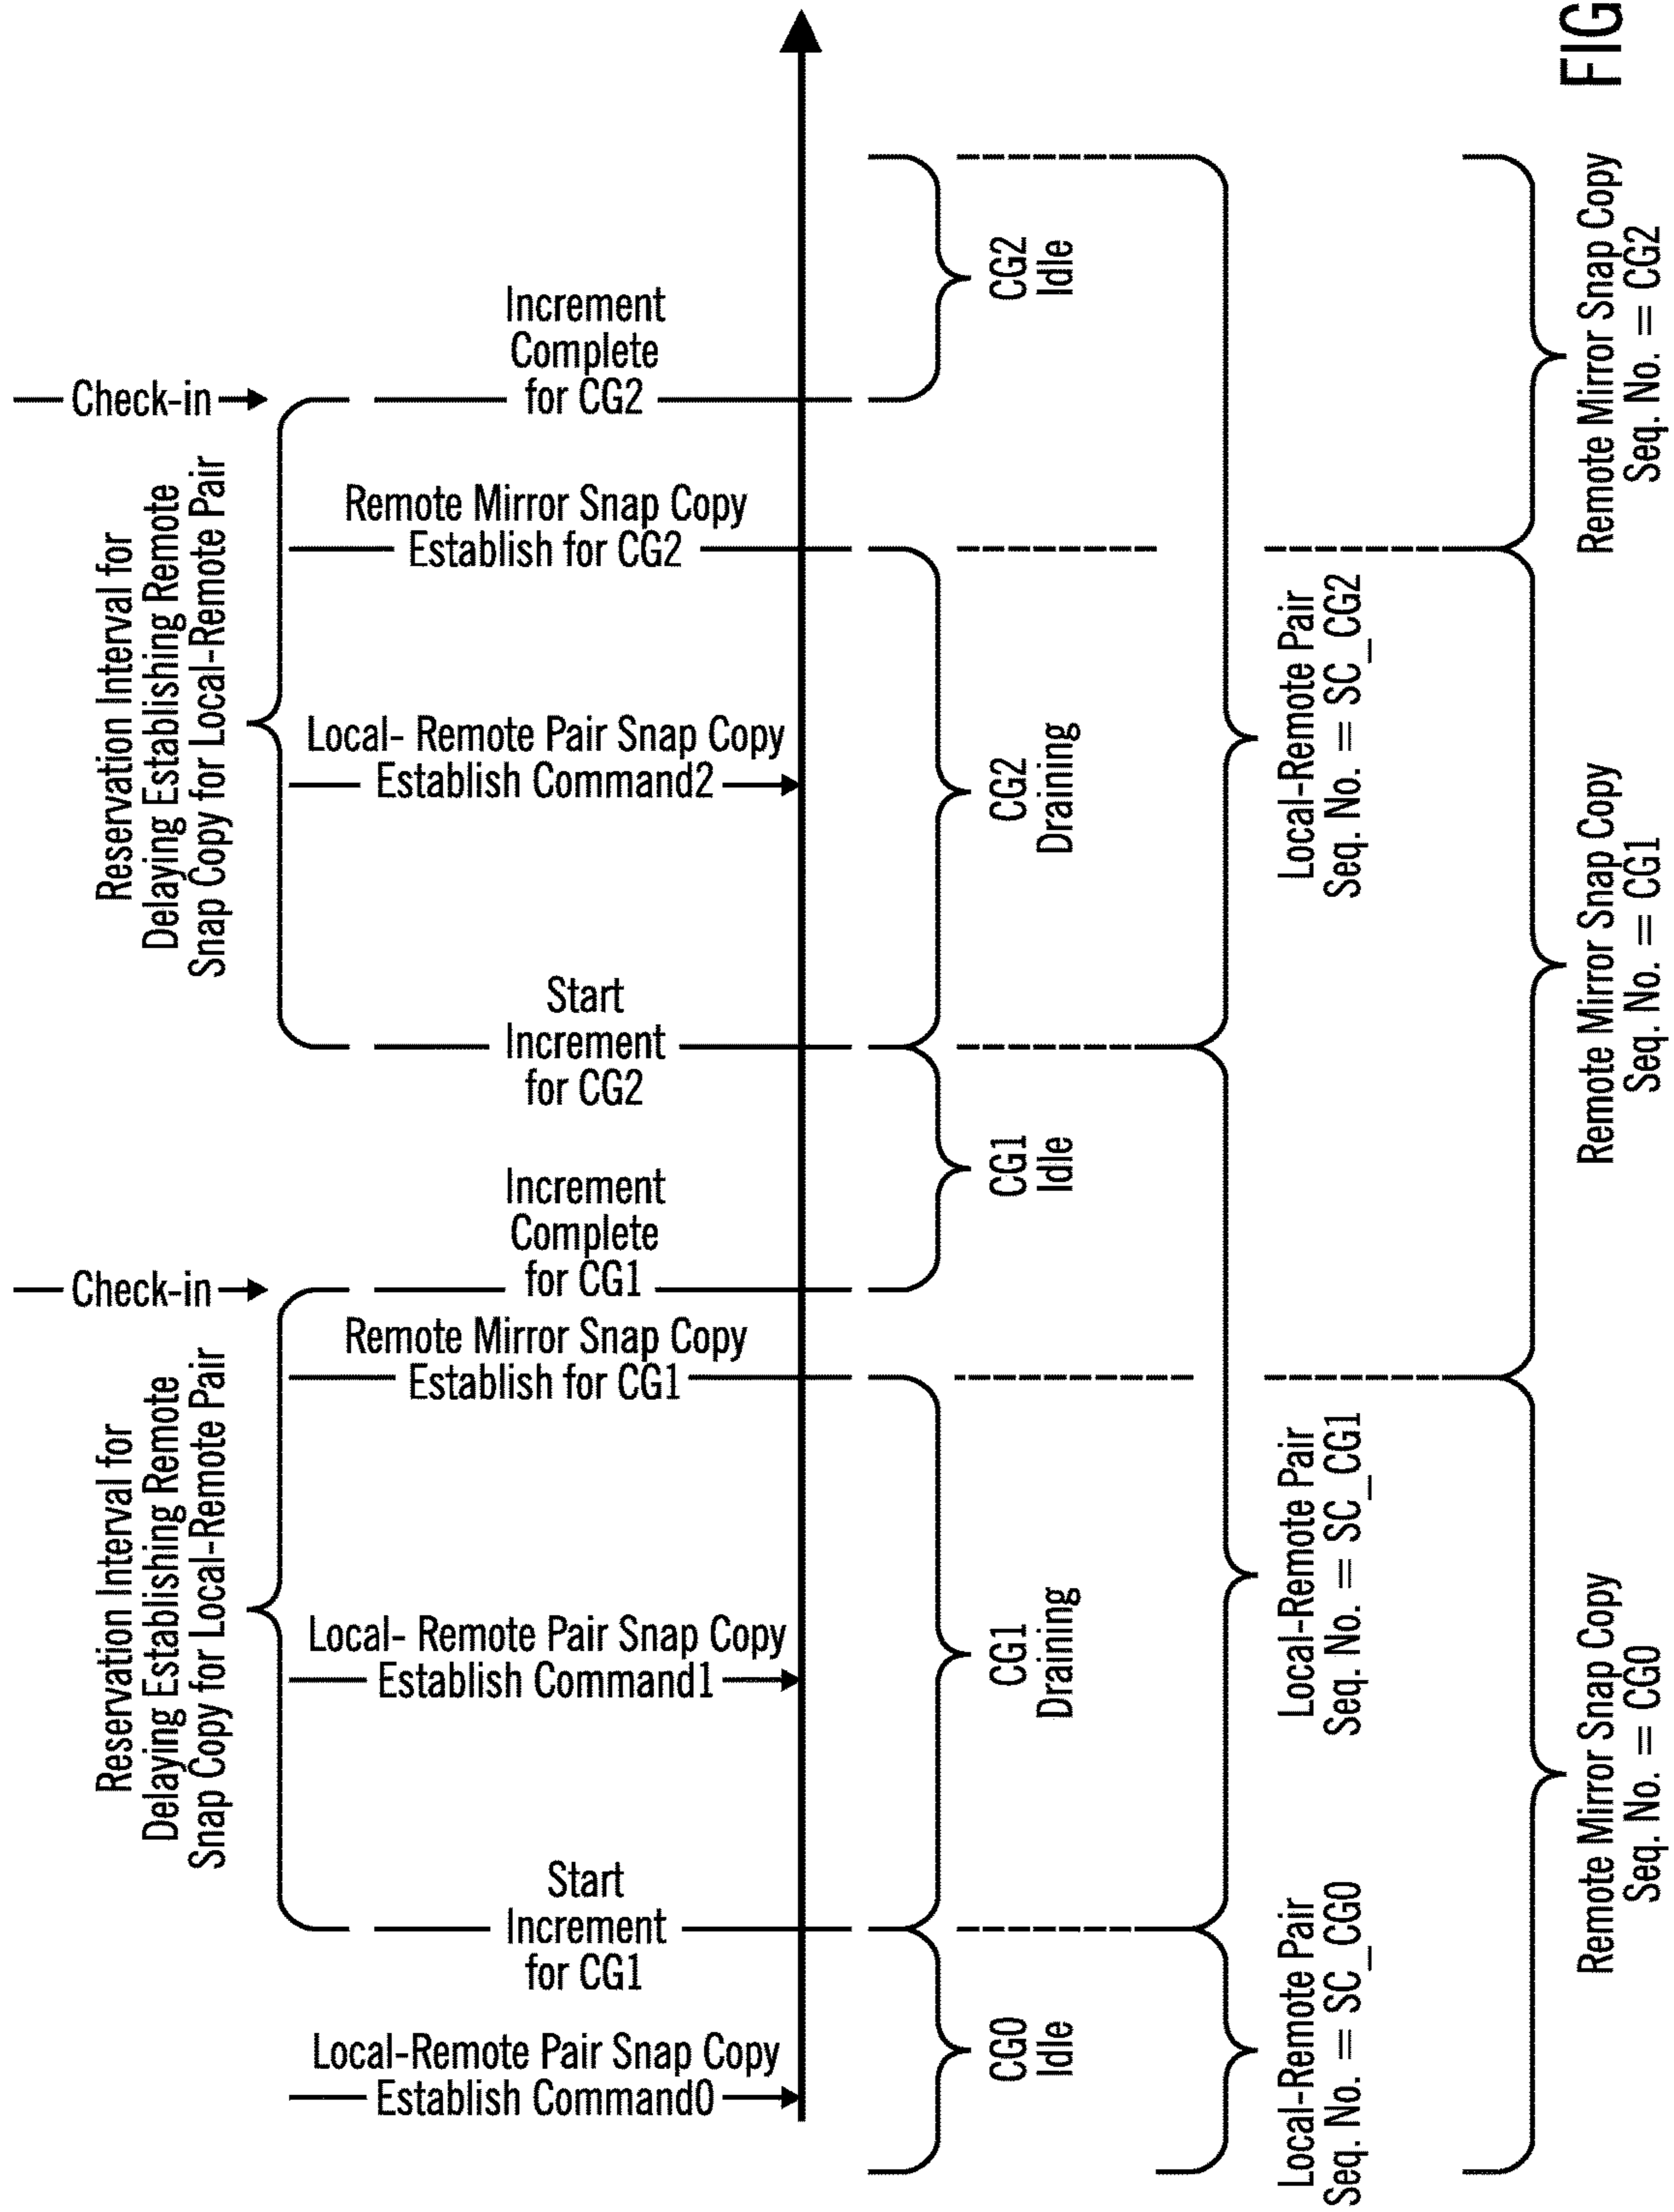 Check-in
Check-in
Reservation Interval for
Delaying Establishing Remote
Snap Copy for Local-Remote Pair
Reservation Interval for
Delaying Establishing Remote
Snap Copy for Local-Remote Pair
Local-Remote Pair Snap Copy
Establish Command0
Start
Increment
for CG1
Local- Remote Pair Snap Copy
Establish Command1
Remote Mirror Snap Copy
Establish for CG1
Increment
Complete
for CG1
Start
Increment
for CG2
Local- Remote Pair Snap Copy
Establish Command2
Remote Mirror Snap Copy
Establish for CG2
Increment
Complete
for CG2
CG0
Idle
CG1
Draining
CG1
Idle
CG2
Draining
CG2
Idle
Local-Remote Pair
Seq. No. = SC_CG0
Local-Remote Pair
Seq. No. = SC_CG1
Local-Remote Pair
Seq. No. = SC_CG2
Remote Mirror Snap Copy
Seq. No. = CG0
Remote Mirror Snap Copy
Seq. No. = CG1
Remote Mirror Snap Copy
Seq. No. = CG2
FIG